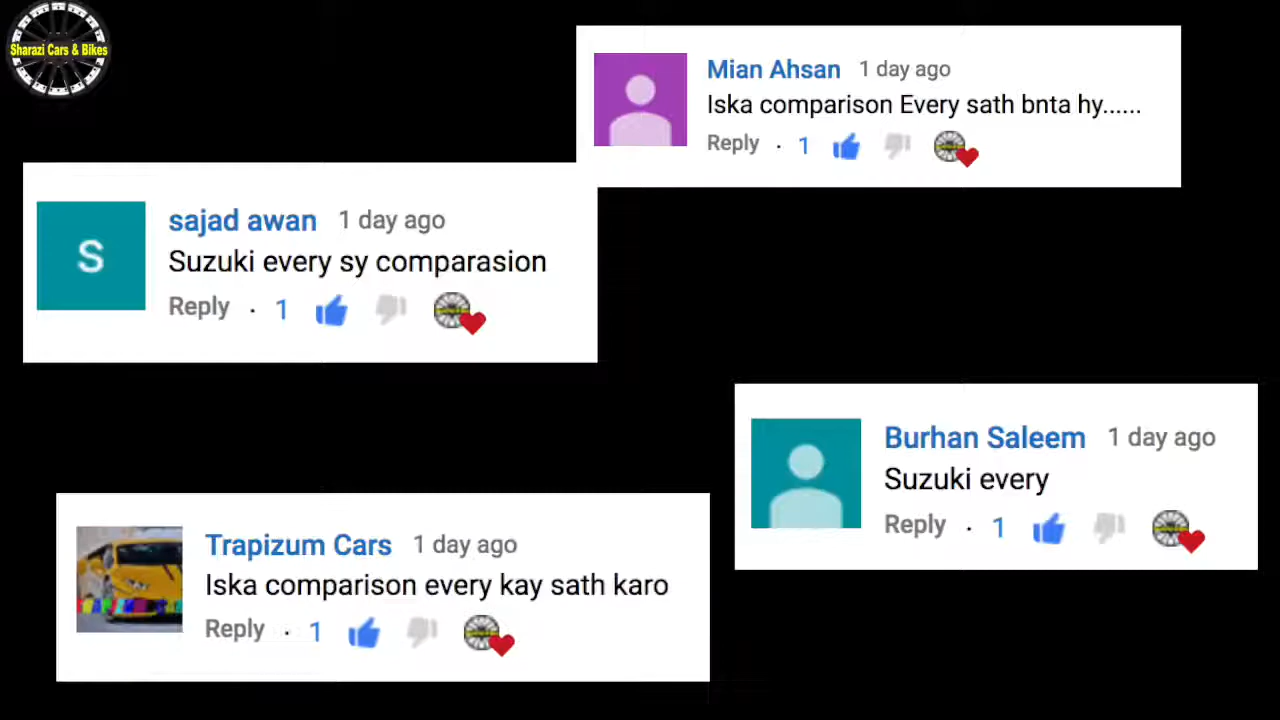 Sharazi Cars & Bikes
Mian Ahsan 1 day ago
Iska comparison Every sath bnta hy......
Reply · 1
S
sajad awan 1 day ago
Suzuki every sy comparasion
Reply · 1
Burhan Saleem 1 day ago
Suzuki every
Reply · 1
Trapizum Cars 1 day ago
Iska comparison every kay sath karo
Reply · 1